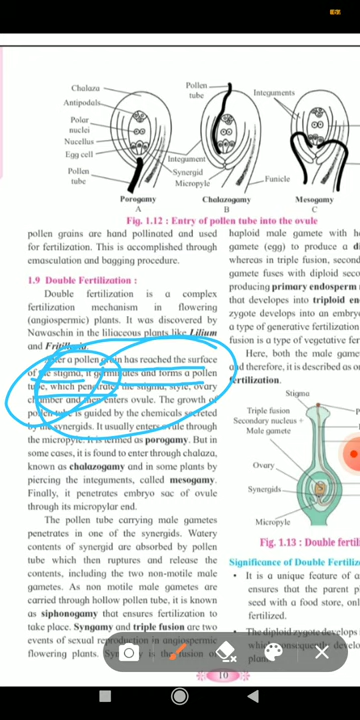 Chalaza
Antipodals
Polar
nuclei
Nucellus
Egg cell
Pollen
tube
Pollen
tube
Integument
Synergid
Micropyle
Integuments
Funicle
Porogamy
A
Chalazogamy
B
Mesogamy
C
Fig. 1.12 : Entry of pollen tube into the ovule
pollen grains are hand pollinated and used
for fertilization. This is accomplished through
emasculation and bagging procedure.
1.9 Double Fertilization :
Double fertilization is a complex
fertilization mechanism in flowering
(angiospermic) plants. It was discovered by
Nawaschin in the liliaceous plants like Lilium
and Fritillaria.
After a pollen grain has reached the surface
of the stigma, it germinates and forms a pollen
tube, which penetrates the stigma, style, ovary
chamber and then enters ovule. The growth of
pollen tube is guided by the chemicals secreted
by the synergids. It usually enters ovule through
the micropyle. It is termed as porogamy. But in
some cases, it is found to enter through chalaza,
known as chalazogamy and in some plants by
piercing the integuments, called mesogamy.
Finally, it penetrates embryo sac of ovule
through its micropylar end.
The pollen tube carrying male gametes
penetrates in one of the synergids. Watery
contents of synergid are absorbed by pollen
tube which then ruptures and release the
contents, including the two non-motile male
gametes. As non motile male gametes are
carried through hollow pollen tube, it is known
as siphonogamy that ensures fertilization to
take place. Syngamy and triple fusion are two
events of sexual reproduction in angiospermic
flowering plants. is the fusion
haploid male gamete with
gamete (egg) to produce a
whereas in triple fusion, second
gamete fuses with diploid
producing primary endosperm
that develops into triploid
zygote develops into an
a type of generative fertilization
fusion is a type of vegetative
Here, both the male
and therefore, it is described as
fertilization.
Stigma
Triple fusion
Secondary nucleus +
Male gamete
Ovary
Synergids
Micropyle
Fig. 1.13 : Double
Significance of Double
• It is a unique feature of
ensures that the parent
seed with a food store,
fertilized.
• The diploid zygote develops
which consequently
plant.
10